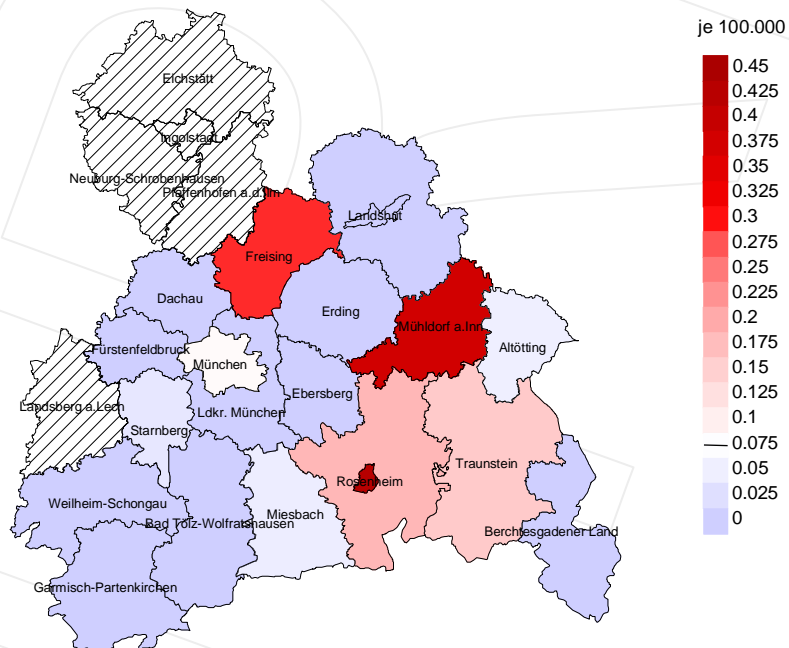 je 100.000
0.45
0.425
0.4
0.375
0.35
0.325
0.3
0.275
0.25
0.225
0.2
0.175
0.15
0.125
0.1
0.075
0.05
0.025
0
Eichstätt
Ingolstadt
Neuburg-Schrobenhausen
Pfaffenhofen a.d.Ilm
Landshut
Freising
Dachau
Erding
Mühldorf a.Inn
Altötting
Fürstenfeldbruck
München
Ebersberg
Landsberg a.Lech
Ldkr. München
Starnberg
Traunstein
Rosenheim
Weilheim-Schongau
Miesbach
Bad Tölz-Wolfratshausen
Berchtesgadener Land
Garmisch-Partenkirchen